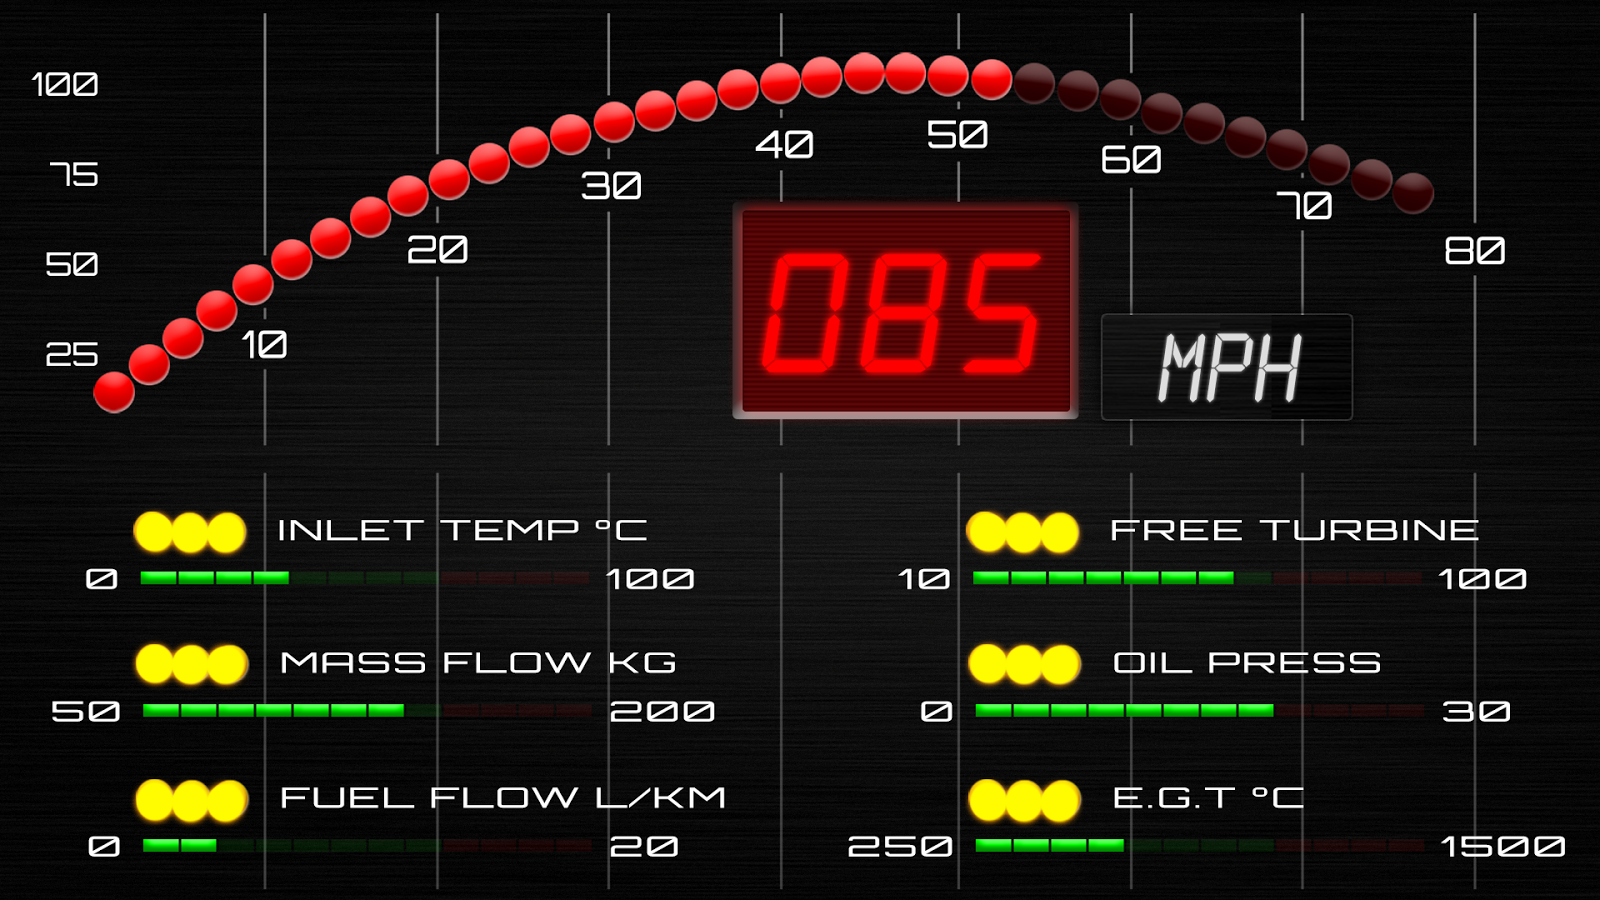 100
75
50
25
10
20
30
40
50
60
70
80
085
MPH
INLET TEMP °C
0 100
FREE TURBINE
10 100
MASS FLOW KG
50 200
OIL PRESS
0 30
FUEL FLOW L/KM
0 20
E.G.T °C
250 1500